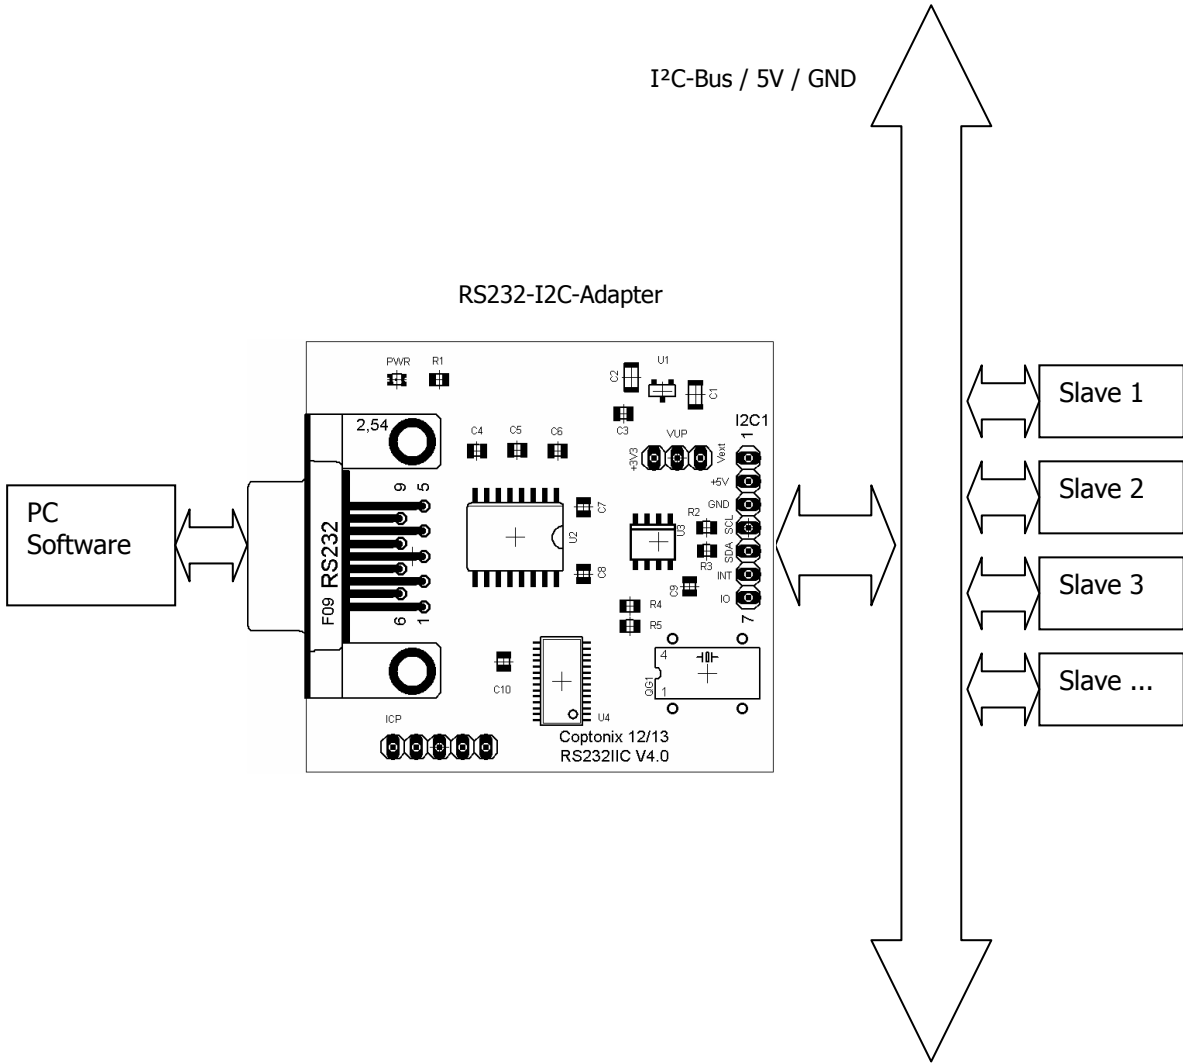 I²C-Bus / 5V / GND
RS232-I2C-Adapter
PWR
R1
C2
U1
C1
C3
2,54
C4
C5
C6
VUP
+3V3
I2C1
1
Vext
+5V
GND
SCL
SDA
INT
IO
7
9
5
F09 RS232
6
1
C7
U2
C8
U3
R2
R3
C9
R4
R5
C10
U4
4
1
QG1
ICP
Coptonix 12/13
RS232IIC V4.0
PC
Software
Slave 1
Slave 2
Slave 3
Slave ...